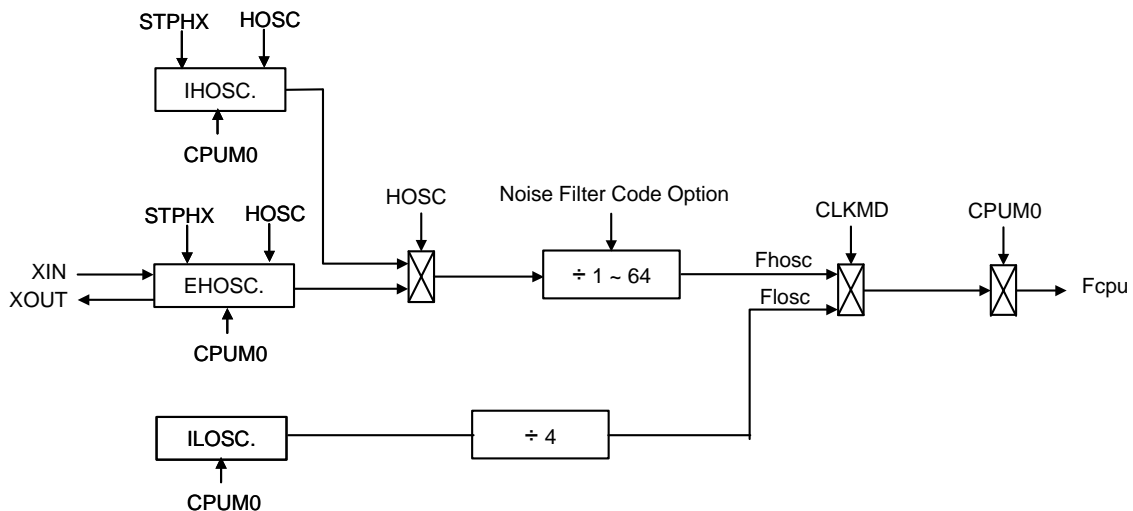 STPHX HOSC
IHOSC.
CPUM0
STPHX HOSC
HOSC
Noise Filter Code Option
CLKMD
CPUM0
XIN
XOUT
EHOSC.
÷ 1 ~ 64
Fhosc
Flosc
Fcpu
CPUM0
ILOSC.
÷ 4
CPUM0